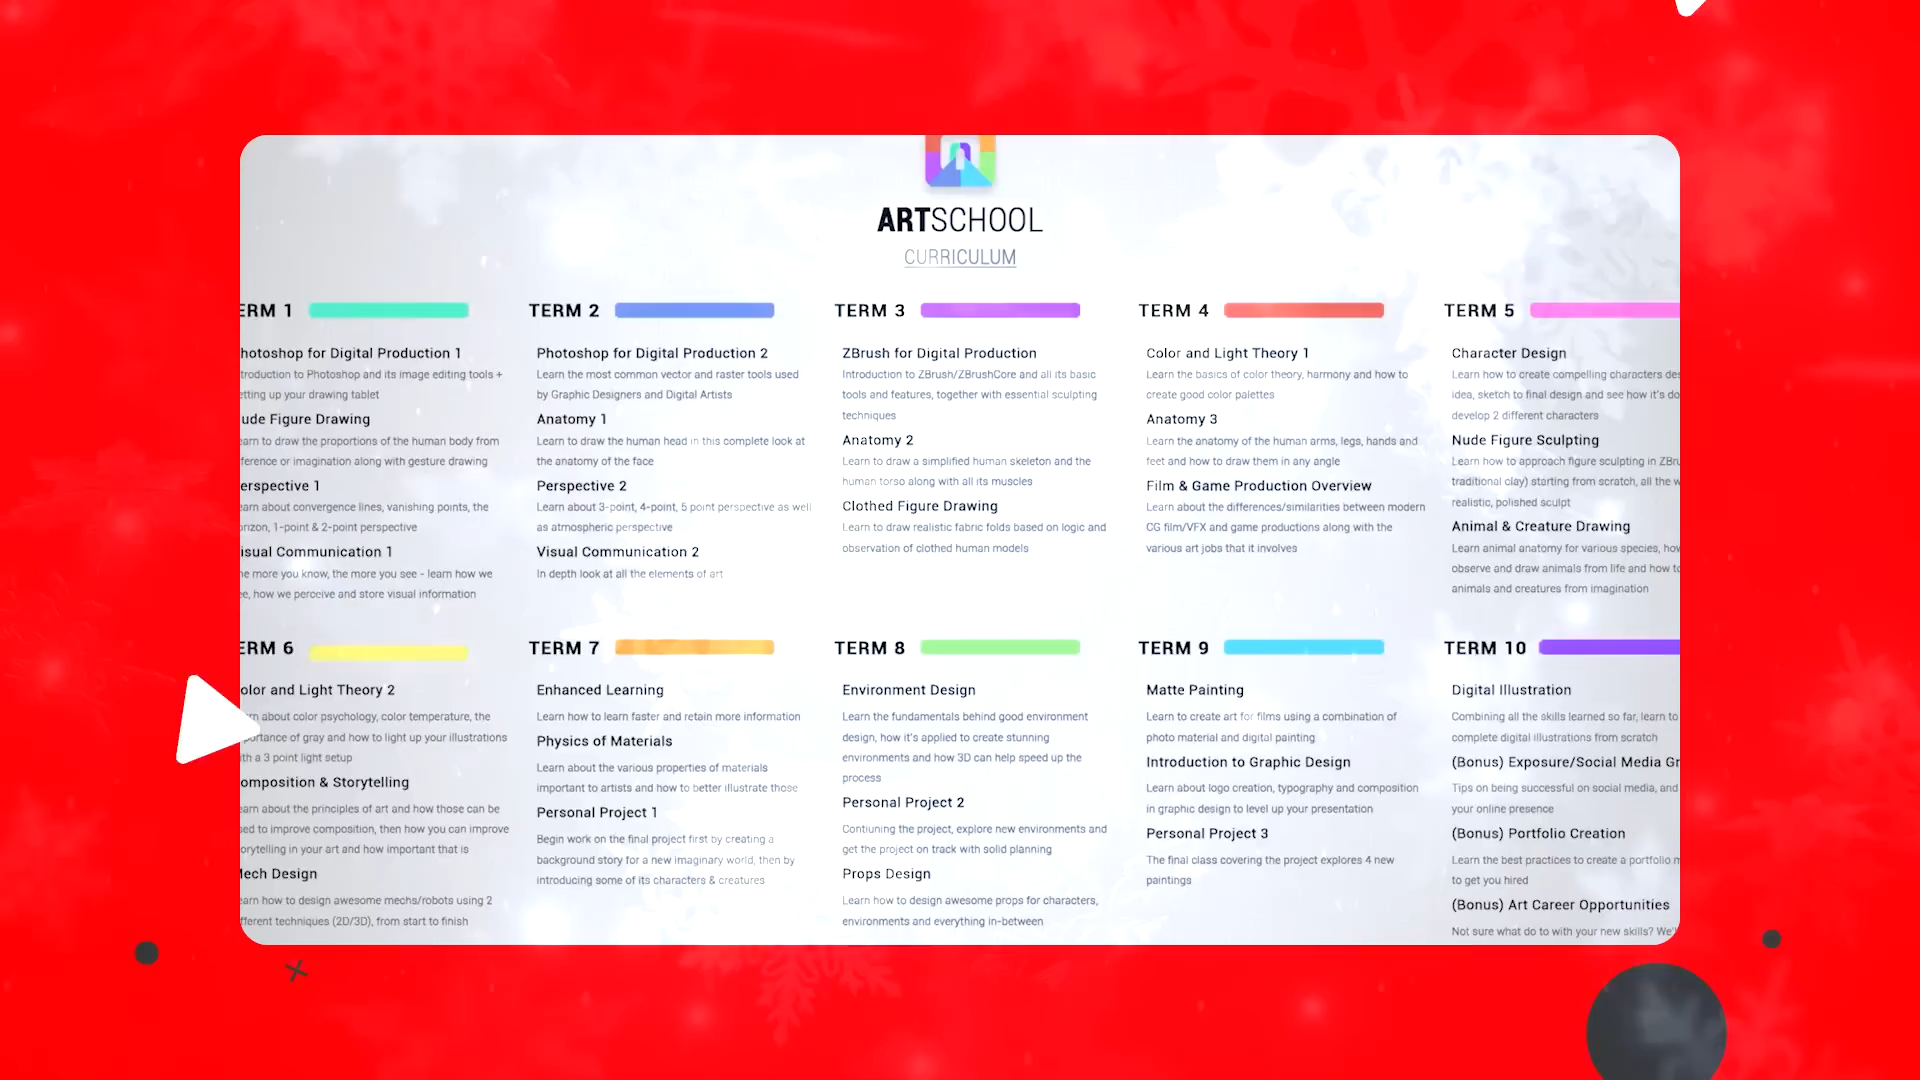 ARTSCHOOL
CURRICULUM
ERM 1
hotoshop for Digital Production 1
troduction to Photoshop and its image editing tools +
etting up your drawing tablet
ude Figure Drawing
earn to draw the proportions of the human body from
ference or imagination along with gesture drawing
erspective 1
earn about convergence lines, vanishing points, the
orizon, 1-point & 2-point perspective
isual Communication 1
he more you know, the more you see - learn how we
ee, how we perceive and store visual information
TERM 2
Photoshop for Digital Production 2
Learn the most common vector and raster tools used
by Graphic Designers and Digital Artists
Anatomy 1
Learn to draw the human head in this complete look at
the anatomy of the face
Perspective 2
Learn about 3-point, 4-point, 5 point perspective as well
as atmospheric perspective
Visual Communication 2
In depth look at all the elements of art
TERM 3
ZBrush for Digital Production
Introduction to ZBrush/ZBrushCore and all its basic
tools and features, together with essential sculpting
techniques
Anatomy 2
Learn to draw a simplified human skeleton and the
human torso along with all its muscles
Clothed Figure Drawing
Learn to draw realistic fabric folds based on logic and
observation of clothed human models
TERM 4
Color and Light Theory 1
Learn the basics of color theory, harmony and how to
create good color palettes
Anatomy 3
Learn the anatomy of the human arms, legs, hands and
feet and how to draw them in any angle
Film & Game Production Overview
Learn about the differences/similarities between modern
CG film/VFX and game productions along with the
various art jobs that it involves
TERM 5
Character Design
Learn how to create compelling characters des
idea, sketch to final design and see how it's do
develop 2 different characters
Nude Figure Sculpting
Learn how to approach figure sculpting in ZBru
traditional clay) starting from scratch, all the w
realistic, polished sculpt
Animal & Creature Drawing
Learn animal anatomy for various species, how
observe and draw animals from life and how to
animals and creatures from imagination
ERM 6
olor and Light Theory 2
rn about color psychology, color temperature, the
portance of gray and how to light up your illustrations
ith a 3 point light setup
omposition & Storytelling
earn about the principles of art and how those can be
sed to improve composition, then how you can improve
orytelling in your art and how important that is
Mech Design
earn how to design awesome mechs/robots using 2
fferent techniques (2D/3D), from start to finish
TERM 7
Enhanced Learning
Learn how to learn faster and retain more information
Physics of Materials
Learn about the various properties of materials
important to artists and how to better illustrate those
Personal Project 1
Begin work on the final project first by creating a
background story for a new imaginary world, then by
introducing some of its characters & creatures
TERM 8
Environment Design
Learn the fundamentals behind good environment
design, how it's applied to create stunning
environments and how 3D can help speed up the
process
Personal Project 2
Contiuning the project, explore new environments and
get the project on track with solid planning
Props Design
Learn how to design awesome props for characters,
environments and everything in-between
TERM 9
Matte Painting
Learn to create art for films using a combination of
photo material and digital painting
Introduction to Graphic Design
Learn about logo creation, typography and composition
in graphic design to level up your presentation
Personal Project 3
The final class covering the project explores 4 new
paintings
TERM 10
Digital Illustration
Combining all the skills learned so far, learn to
complete digital illustrations from scratch
(Bonus) Exposure/Social Media Gr
Tips on being successful on social media, and
your online presence
(Bonus) Portfolio Creation
Learn the best practices to create a portfolio m
to get you hired
(Bonus) Art Career Opportunities
Not sure what do to with your new skills? We'l